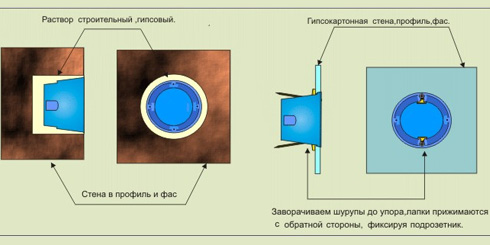 Раствор строительный ,гипсовый.
Гипсокартонная стена,профиль,фас.
Стена в профиль и фас
Заворачиваем шурупы до упора,лапки прижимаются
с обратной стороны, фиксируя подрозетник.